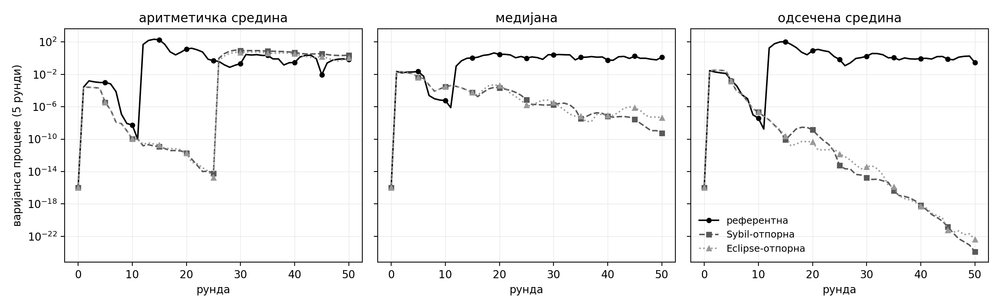 аритметичка средина
медијана
одсечена средина
варијанса процене (5 рунди)
10²
10⁻²
10⁻⁶
10⁻¹⁰
10⁻¹⁴
10⁻¹⁸
10⁻²²
референтна
Sybil-отпорна
Eclipse-отпорна
0 10 20 30 40 50
0 10 20 30 40 50
0 10 20 30 40 50
рунда
рунда
рунда